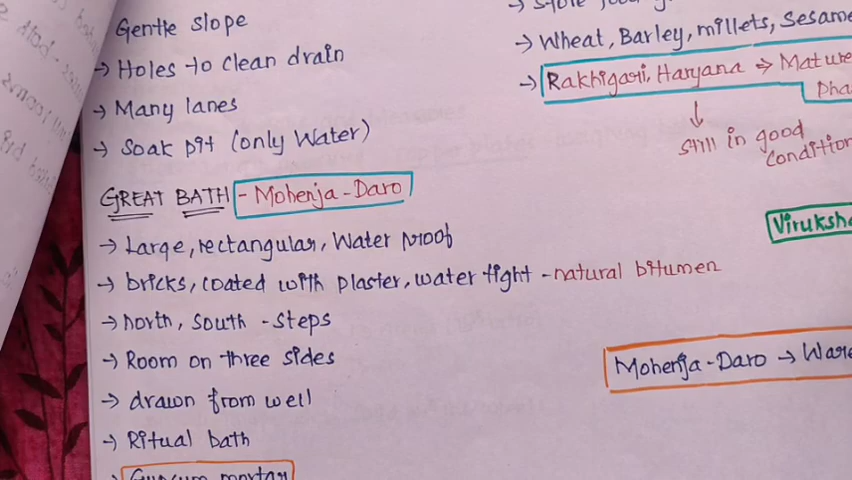 Gentle slope
→ Holes to clean drain
→ Many lanes
→ Soak pit (only Water)
GREAT BATH - Mohenja-Daro
→ Large, rectangular, Water proof
→ bricks, coated with plaster, water tight - natural bitumen
→ north, south - steps
→ Room on three sides
→ drawn from well
→ Ritual bath
→ Wheat, Barley, millets, Sesame
→ Rakhigari, Haryana → Mature
Pha
↓
still in good
condition
Viruksh
Mohenja-Daro → Ware